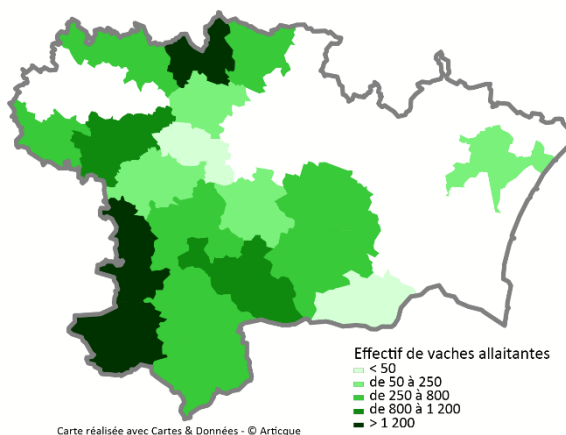 Effectif de vaches allaitantes
< 50
de 50 à 250
de 250 à 800
de 800 à 1 200
> 1 200
Carte réalisée avec Cartes & Données - © Articque